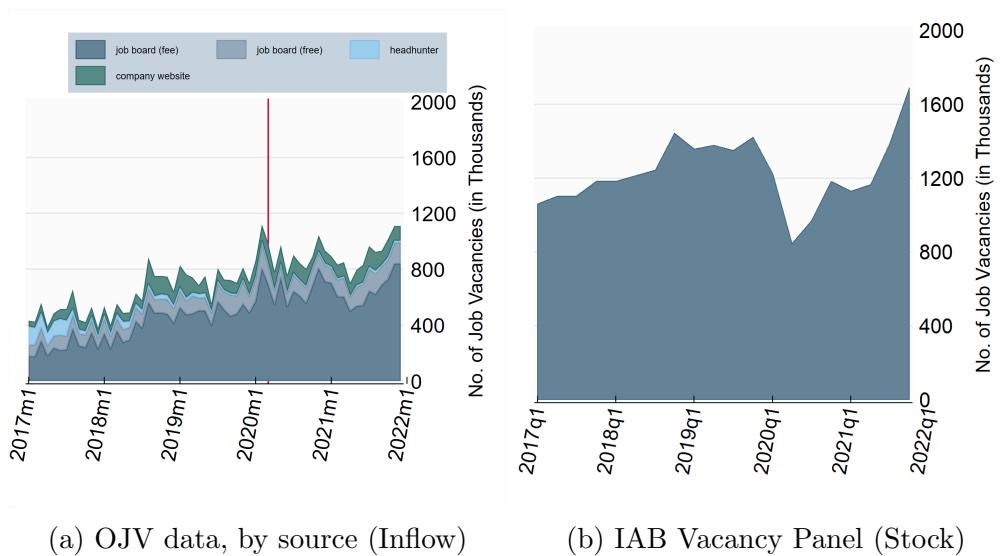 job board (fee) job board (free) headhunter
company website
2000
1600
1200
800
400
0
No. of Job Vacancies (in Thousands)
2017m1 2018m1 2019m1 2020m1 2021m1 2022m1
(a) OJV data, by source (Inflow)
2000
1600
1200
800
400
0
No. of Job Vacancies (in Thousands)
2017q1 2018q1 2019q1 2020q1 2021q1 2022q1
(b) IAB Vacancy Panel (Stock)